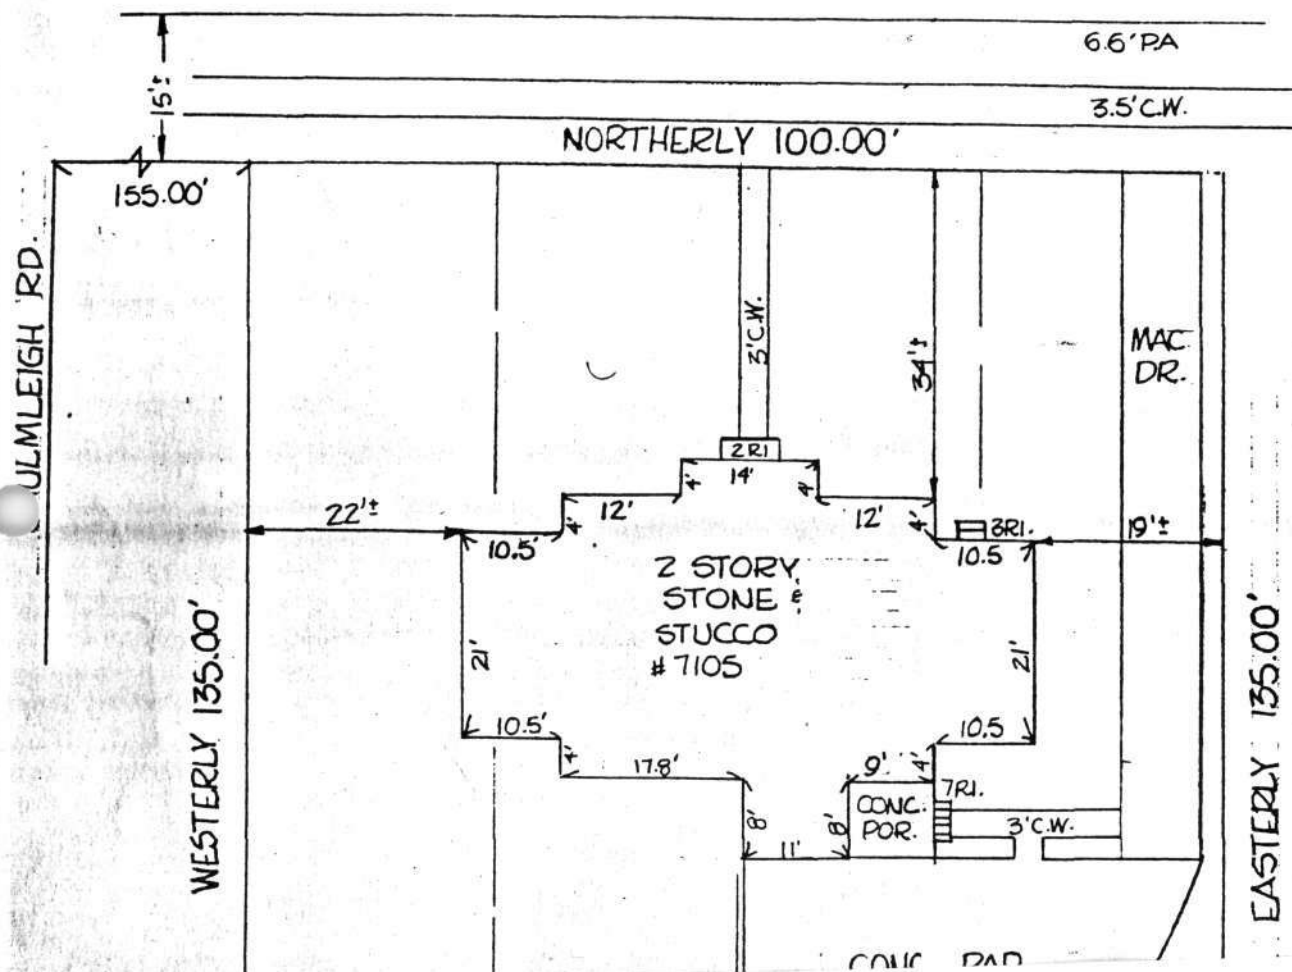 6.6' P.A
15'±
3.5' C.W.
NORTHERLY 100.00'
155.00'
RD.
3' C.W.
34'±
MAC.
DR.
2 RI
14'
4'
4'
12'
12'
22'±
4'
4'
3RI.
19'±
10.5'
10.5
2 STORY,
STONE &
STUCCO
# 7105
21'
21'
WESTERLY 135.00'
EASTERLY 135.00'
10.5'
10.5
4'
17.8'
9'
4'
7RI.
CONC.
POR.
8'
8'
3' C.W.
11'
CONC. PAD